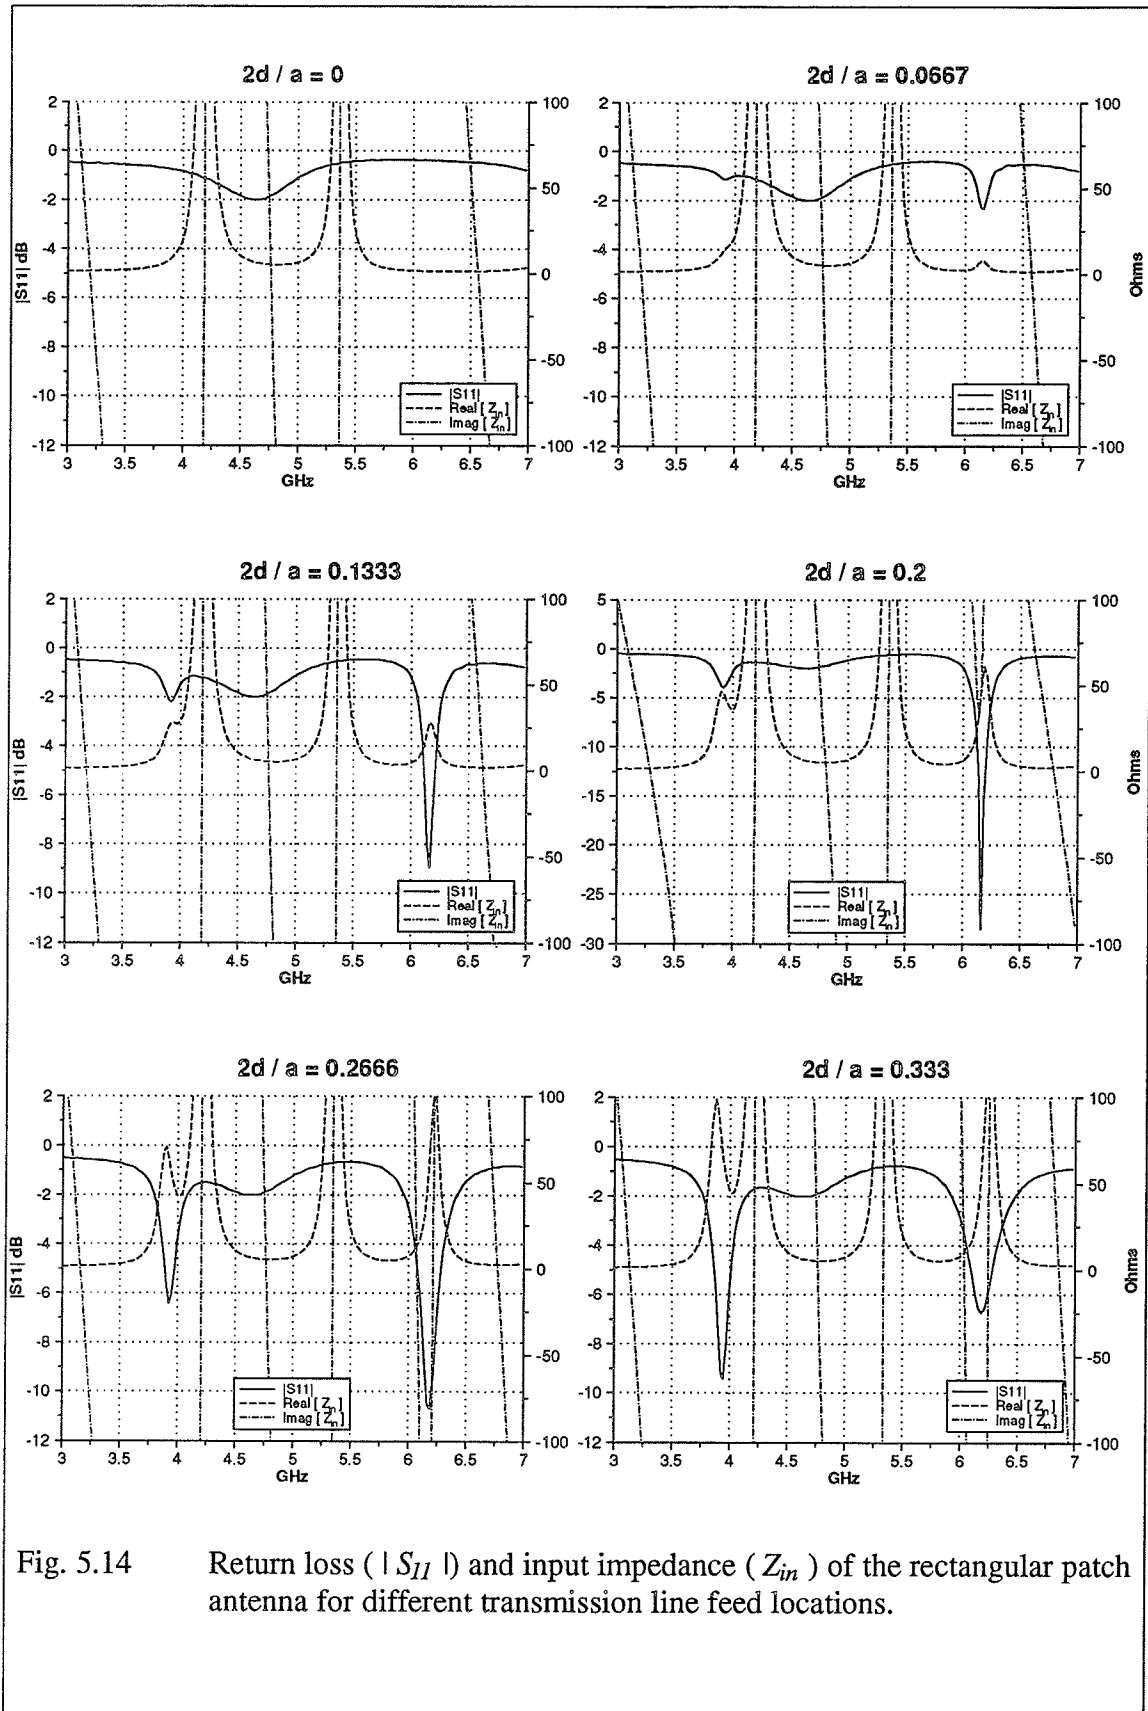 2d / a = 0
2
0
-2
-4
-6
-8
-10
-12
|S11| dB
100
50
0
-50
-100
|S11|
Real [ Zin ]
Imag [ Zin ]
3 3.5 4 4.5 5 5.5 6 6.5 7
GHz
2d / a = 0.0667
2
0
-2
-4
-6
-8
-10
-12
100
50
0
-50
-100
Ohms
|S11|
Real [ Zin ]
Imag [ Zin ]
3 3.5 4 4.5 5 5.5 6 6.5 7
GHz
2d / a = 0.1333
2
0
-2
-4
-6
-8
-10
-12
|S11| dB
100
50
0
-50
-100
|S11|
Real [ Zin ]
Imag [ Zin ]
3 3.5 4 4.5 5 5.5 6 6.5 7
GHz
2d / a = 0.2
5
0
-5
-10
-15
-20
-25
-30
100
50
0
-50
-100
Ohms
|S11|
Real [ Zin ]
Imag [ Zin ]
3 3.5 4 4.5 5 5.5 6 6.5 7
GHz
2d / a = 0.2666
2
0
-2
-4
-6
-8
-10
-12
|S11| dB
100
50
0
-50
-100
|S11|
Real [ Zin ]
Imag [ Zin ]
3 3.5 4 4.5 5 5.5 6 6.5 7
GHz
2d / a = 0.333
2
0
-2
-4
-6
-8
-10
-12
100
50
0
-50
-100
Ohms
|S11|
Real [ Zin ]
Imag [ Zin ]
3 3.5 4 4.5 5 5.5 6 6.5 7
GHz
Fig. 5.14 Return loss ( | S11 |) and input impedance ( Zin ) of the rectangular patch
antenna for different transmission line feed locations.